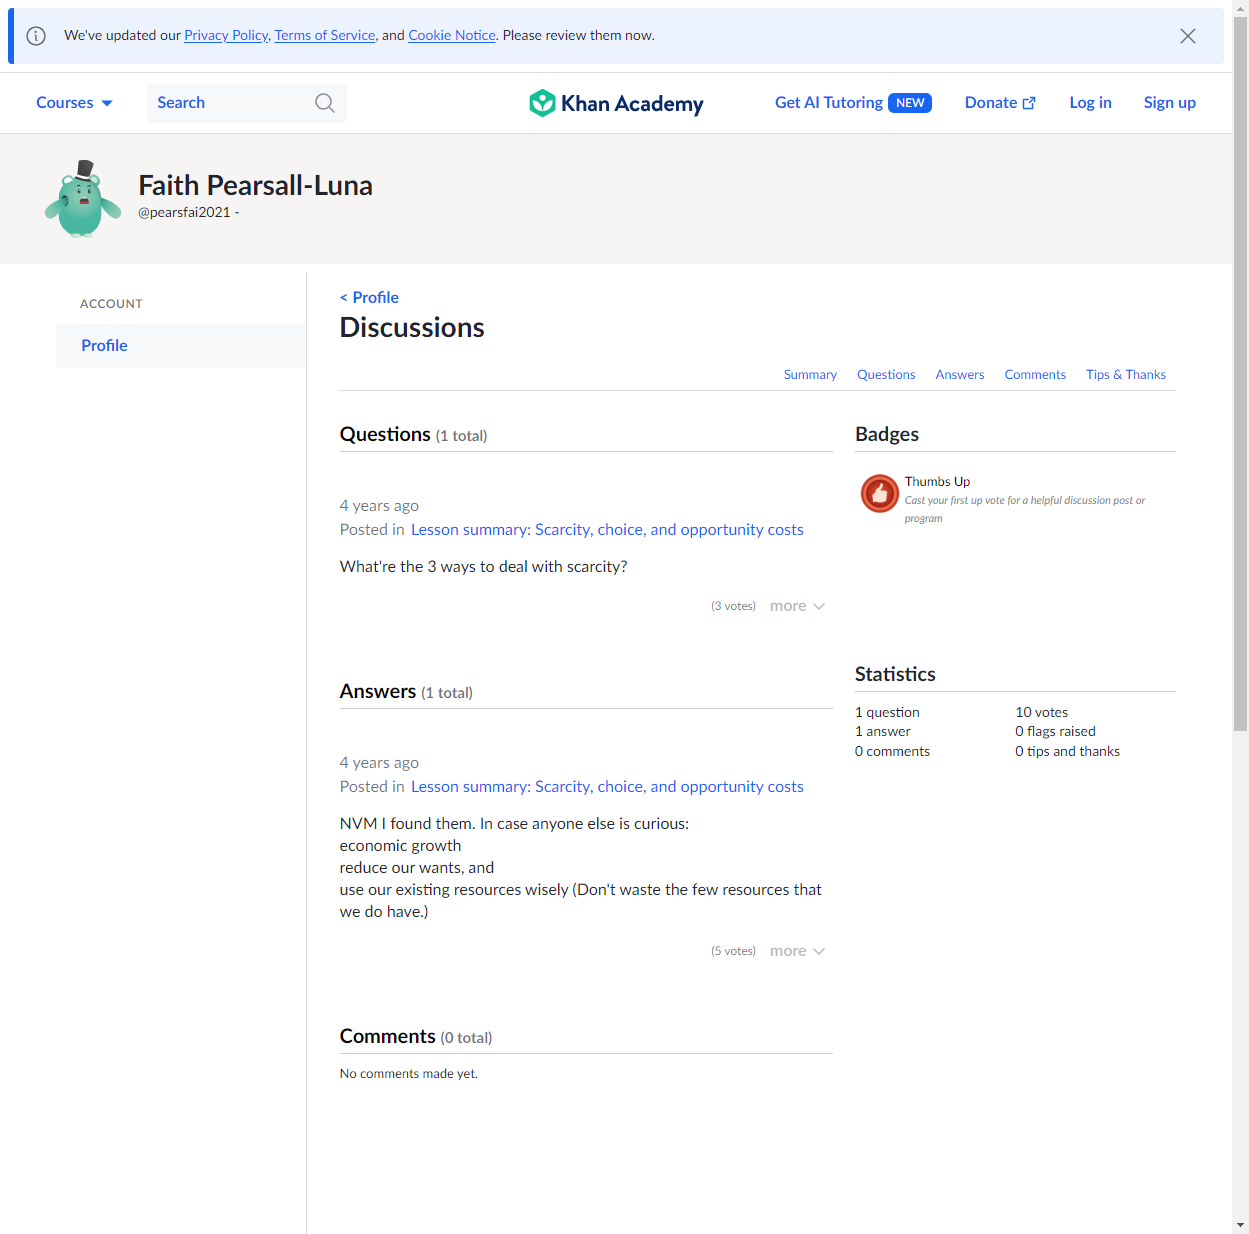 We've updated our Privacy Policy, Terms of Service, and Cookie Notice. Please review them now.
Courses
Search
Khan Academy
Get AI Tutoring NEW
Donate
Log in
Sign up
Faith Pearsall-Luna
@pearsfai2021 -
ACCOUNT
Profile
< Profile
Discussions
Summary
Questions
Answers
Comments
Tips & Thanks
Questions (1 total)
4 years ago
Posted in Lesson summary: Scarcity, choice, and opportunity costs
What're the 3 ways to deal with scarcity?
(3 votes) more
Answers (1 total)
4 years ago
Posted in Lesson summary: Scarcity, choice, and opportunity costs
NVM I found them. In case anyone else is curious:
economic growth
reduce our wants, and
use our existing resources wisely (Don't waste the few resources that
we do have.)
(5 votes) more
Comments (0 total)
No comments made yet.
Badges
Thumbs Up
Cast your first up vote for a helpful discussion post or
program
Statistics
1 question
1 answer
0 comments
10 votes
0 flags raised
0 tips and thanks